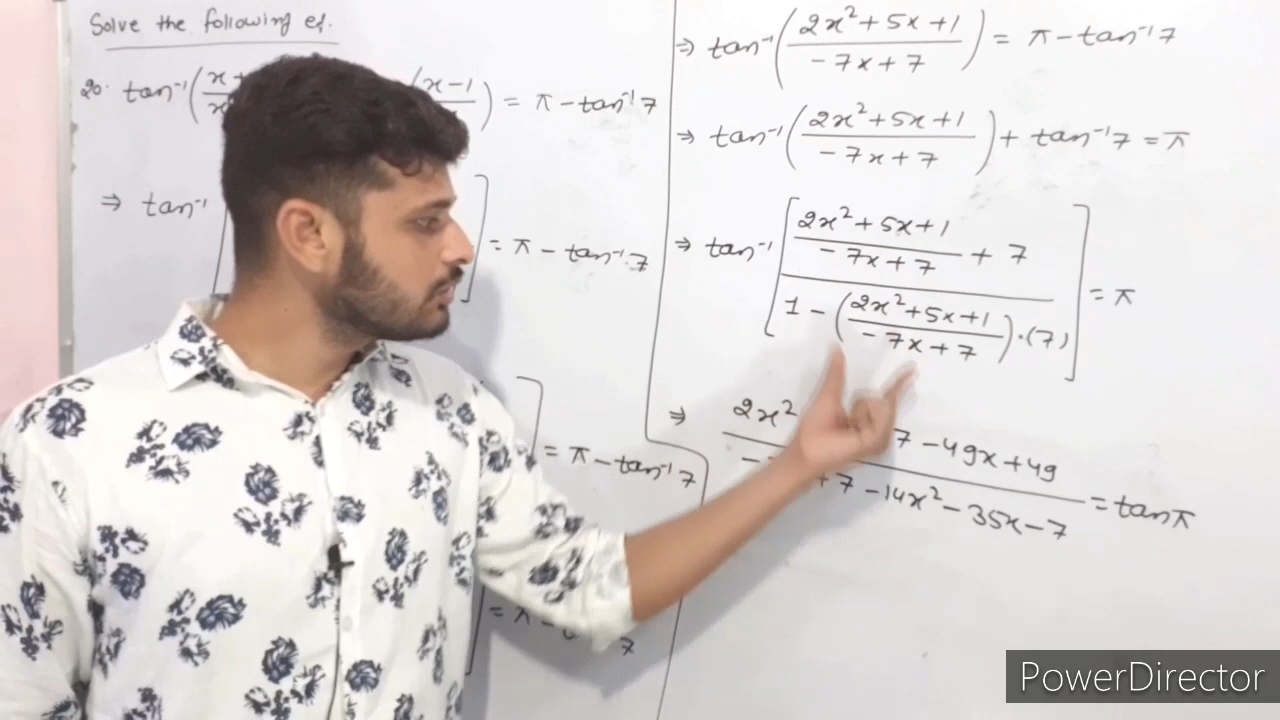 Solve the following eq.
20. tan⁻¹(x+ (x-1 ) = π - tan⁻¹7
⇒ tan⁻¹ [ ] = π - tan⁻¹7
] = π - tan⁻¹7
] = π - 7
⇒ tan⁻¹((2x²+5x+1)/(-7x+7)) = π - tan⁻¹7
⇒ tan⁻¹((2x²+5x+1)/(-7x+7)) + tan⁻¹7 = π
⇒ tan⁻¹[
2x²+5x+1
-7x+7 + 7
1 - (2x²+5x+1
-7x+7)·(7)
] = π
⇒ 2x² 7 - 49x + 49
+7 - 14x² - 35x - 7 = tanπ
PowerDirector